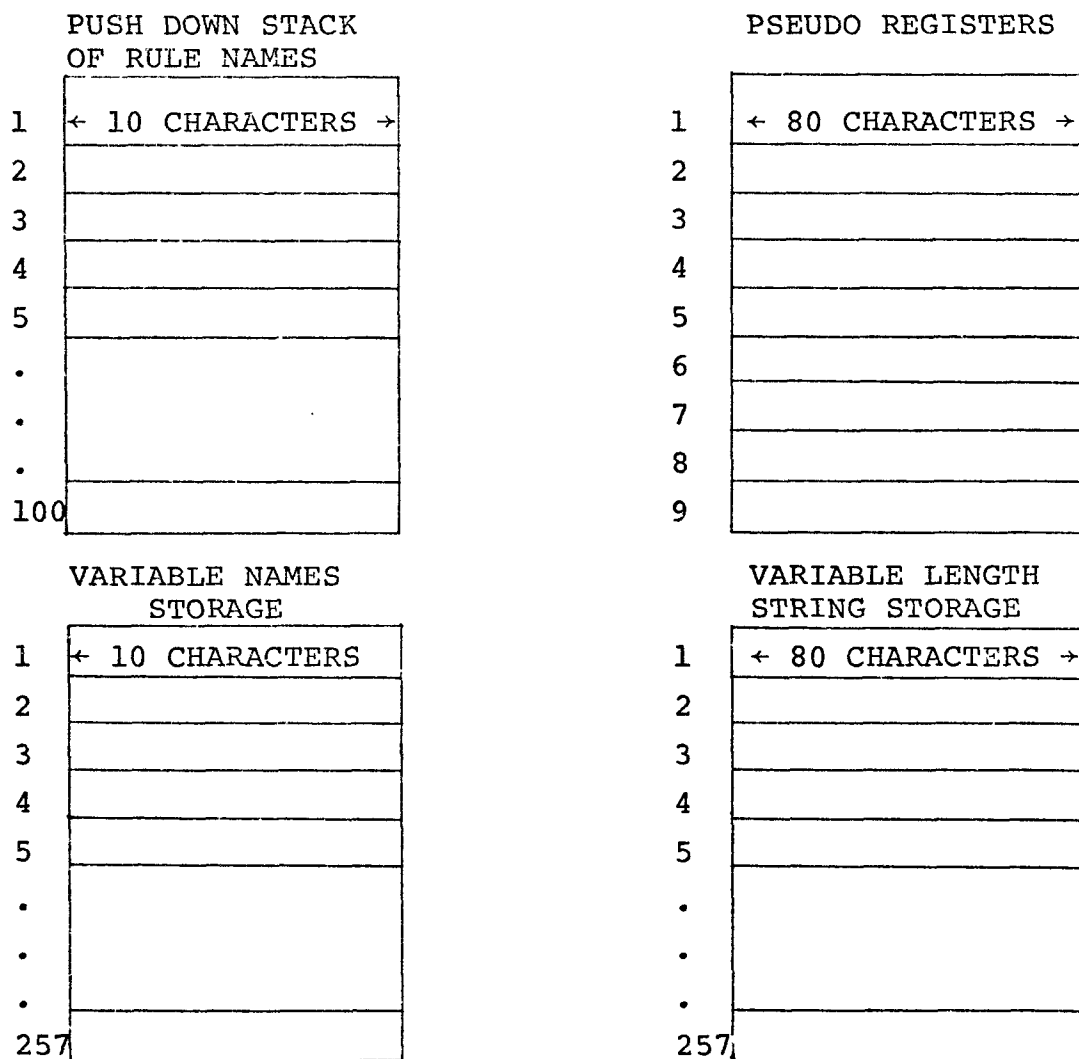 PUSH DOWN STACK
OF RULE NAMES
1 ← 10 CHARACTERS →
2
3
4
5
.
.
.
100
PSEUDO REGISTERS
1 ← 80 CHARACTERS →
2
3
4
5
6
7
8
9
VARIABLE NAMES
STORAGE
1 ← 10 CHARACTERS
2
3
4
5
.
.
.
257
VARIABLE LENGTH
STRING STORAGE
1 ← 80 CHARACTERS →
2
3
4
5
.
.
.
257